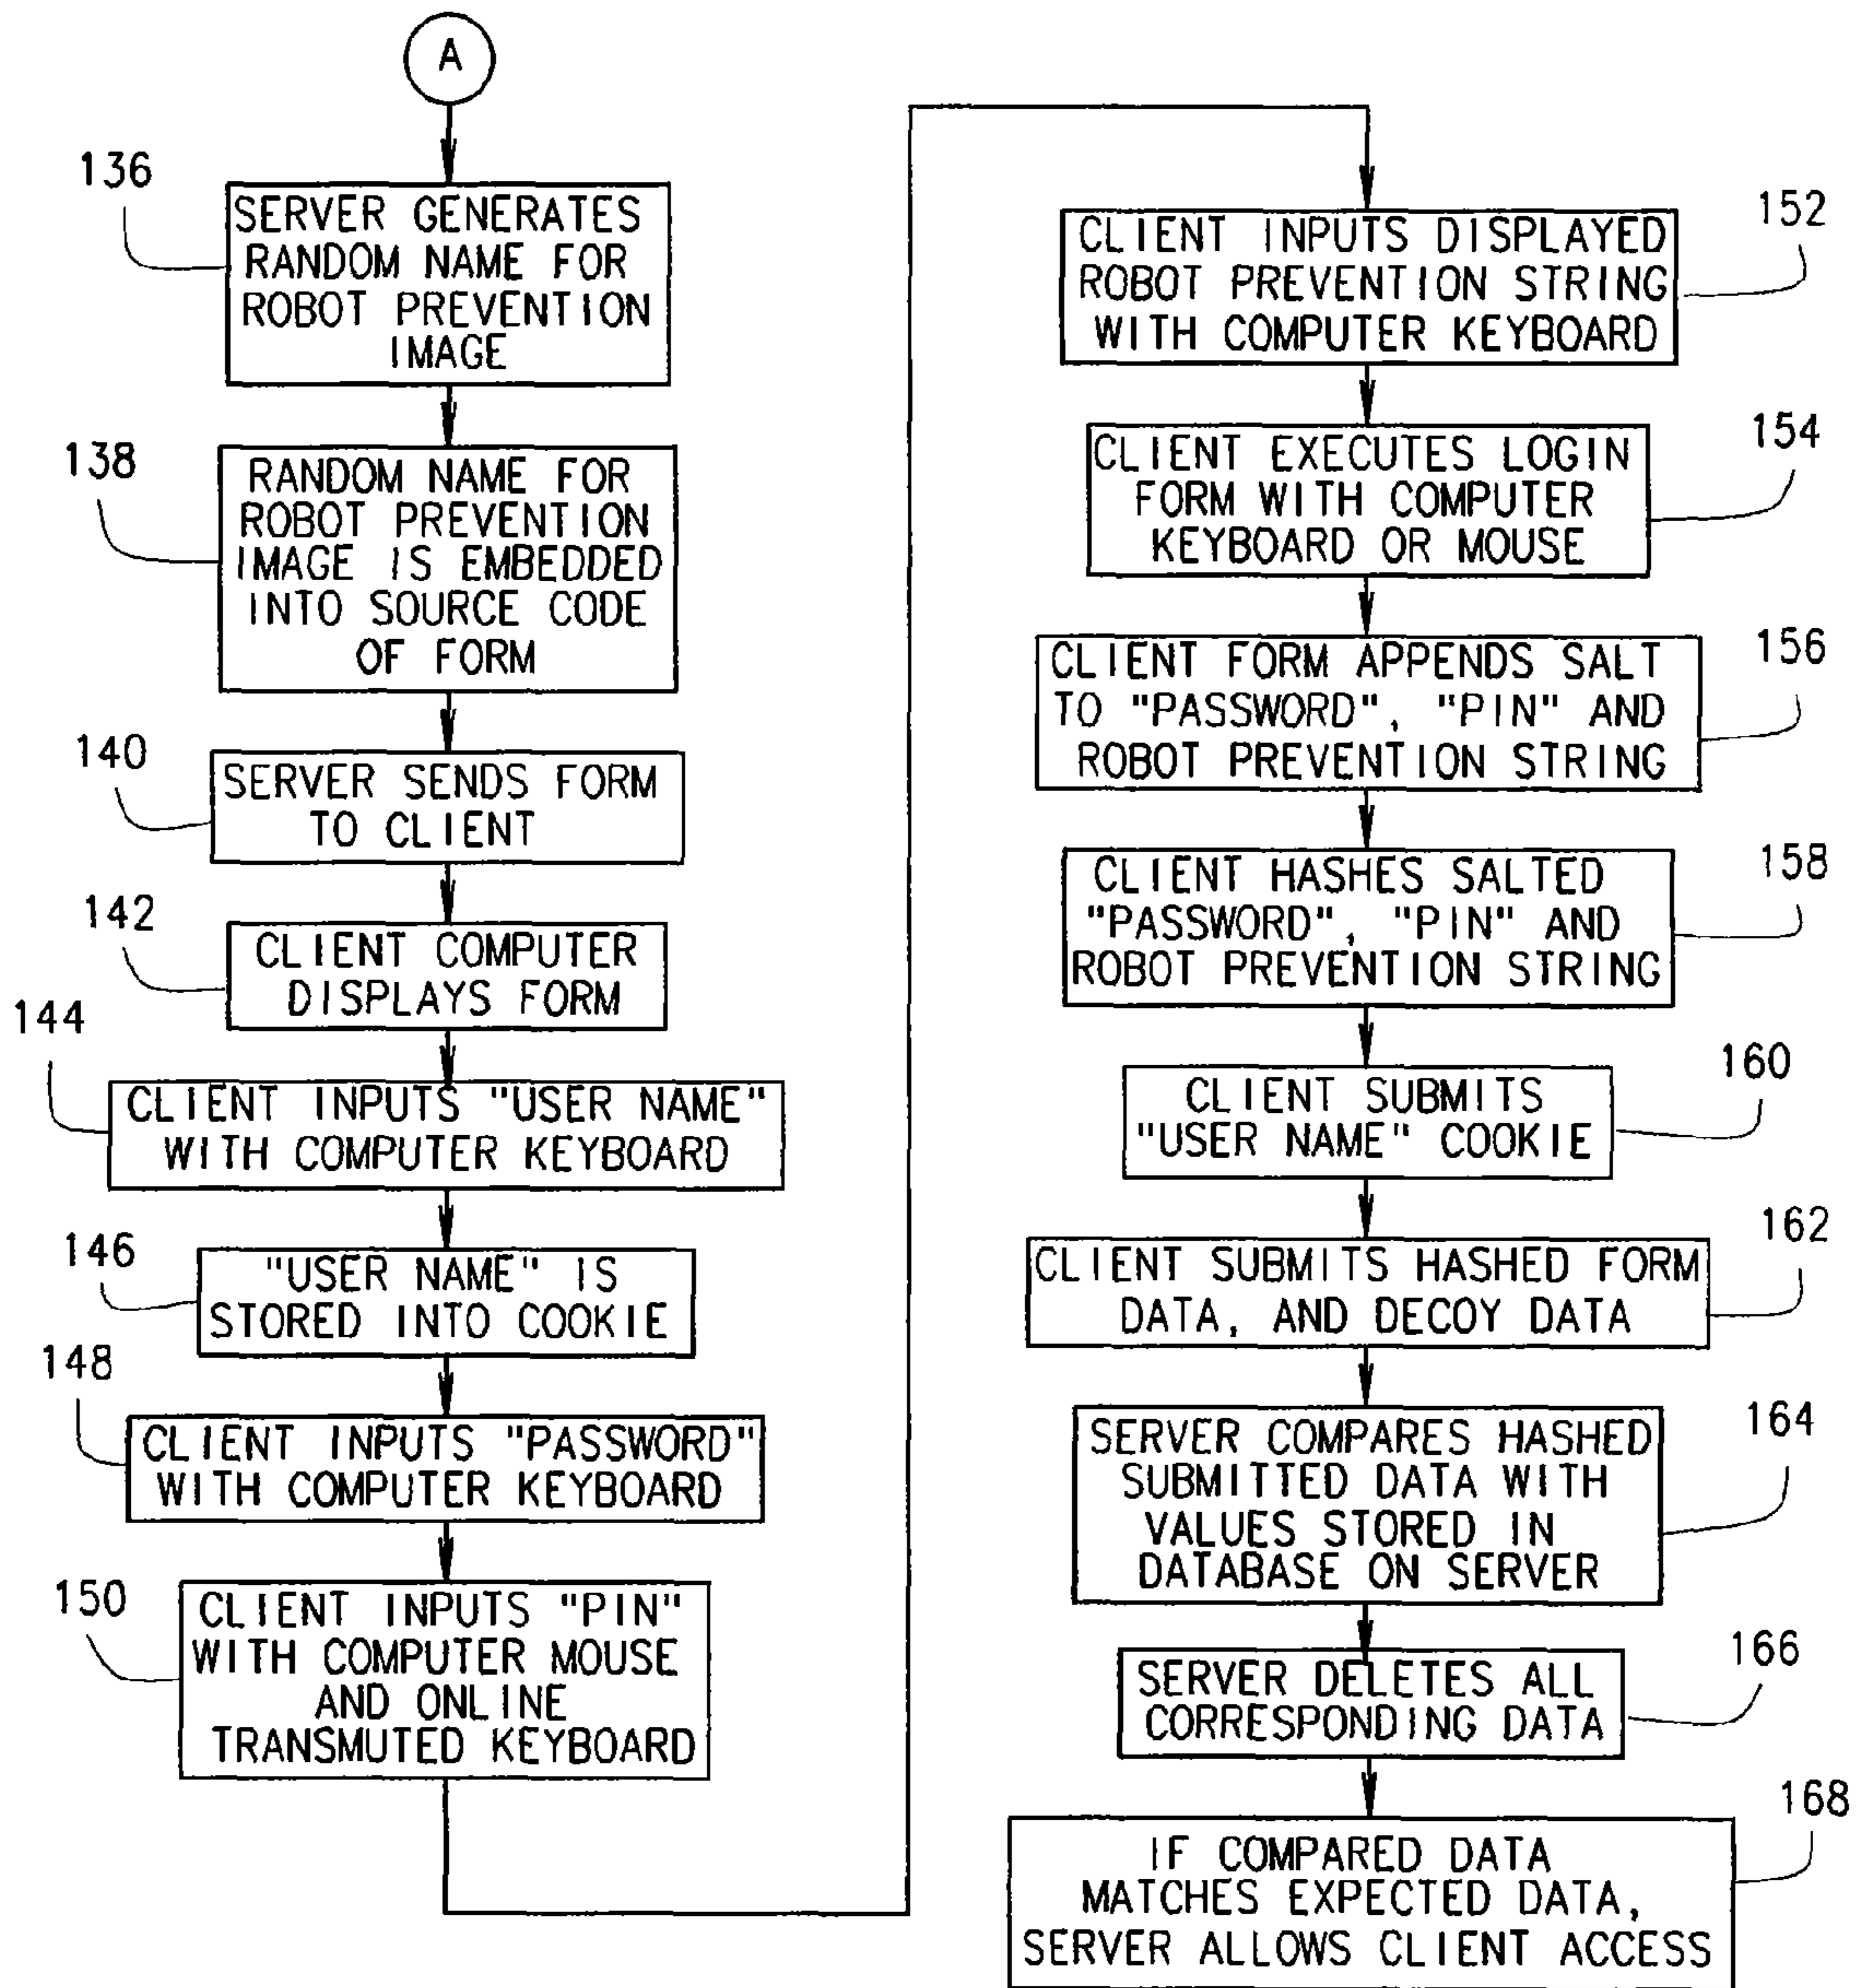 A
136
SERVER GENERATES
RANDOM NAME FOR
ROBOT PREVENTION
IMAGE
138
RANDOM NAME FOR
ROBOT PREVENTION
IMAGE IS EMBEDDED
INTO SOURCE CODE
OF FORM
140
SERVER SENDS FORM
TO CLIENT
142
CLIENT COMPUTER
DISPLAYS FORM
144
CLIENT INPUTS "USER NAME"
WITH COMPUTER KEYBOARD
146
"USER NAME" IS
STORED INTO COOKIE
148
CLIENT INPUTS "PASSWORD"
WITH COMPUTER KEYBOARD
150
CLIENT INPUTS "PIN"
WITH COMPUTER MOUSE
AND ONLINE
TRANSMUTED KEYBOARD
152
CLIENT INPUTS DISPLAYED
ROBOT PREVENTION STRING
WITH COMPUTER KEYBOARD
154
CLIENT EXECUTES LOGIN
FORM WITH COMPUTER
KEYBOARD OR MOUSE
156
CLIENT FORM APPENDS SALT
TO "PASSWORD", "PIN" AND
ROBOT PREVENTION STRING
158
CLIENT HASHES SALTED
"PASSWORD", "PIN" AND
ROBOT PREVENTION STRING
160
CLIENT SUBMITS
"USER NAME" COOKIE
162
CLIENT SUBMITS HASHED FORM
DATA, AND DECOY DATA
164
SERVER COMPARES HASHED
SUBMITTED DATA WITH
VALUES STORED IN
DATABASE ON SERVER
166
SERVER DELETES ALL
CORRESPONDING DATA
168
IF COMPARED DATA
MATCHES EXPECTED DATA,
SERVER ALLOWS CLIENT ACCESS